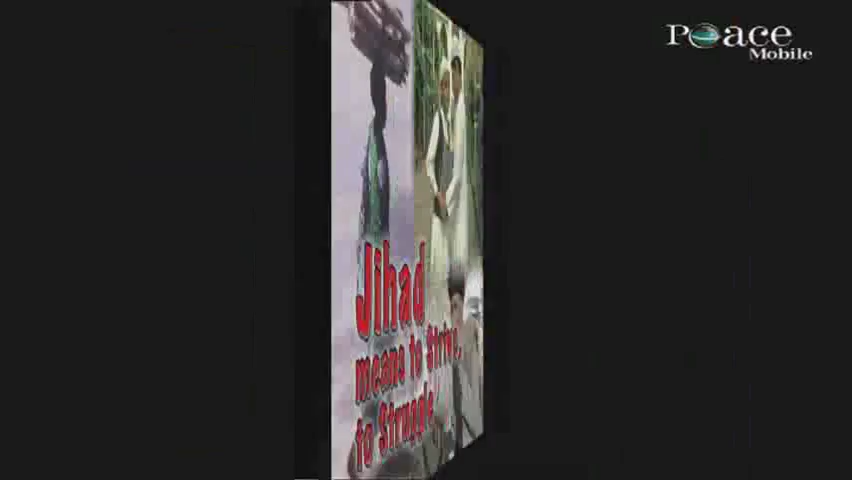 Peace
Mobile
Jihad
means to Strive,
to Struggle